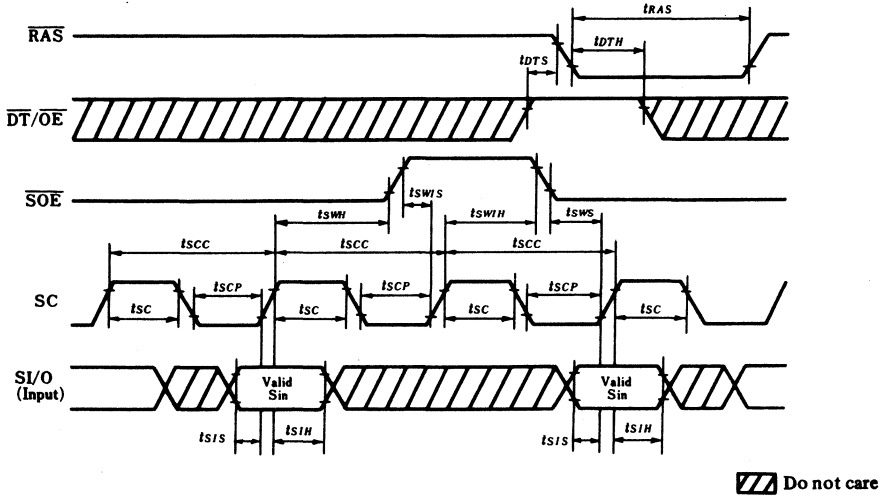 tRAS
RAS
tDTH
tDTS
DT/OE
SOE
tSWIS
tSWH
tSWIH
tSWS
tSCC
tSCC
tSCC
SC
tSCP
tSCP
tSCP
tSC
tSC
tSC
tSC
SI/O
(Input)
Valid
Sin
Valid
Sin
tSIS
tSIH
tSIS
tSIH
Do not care